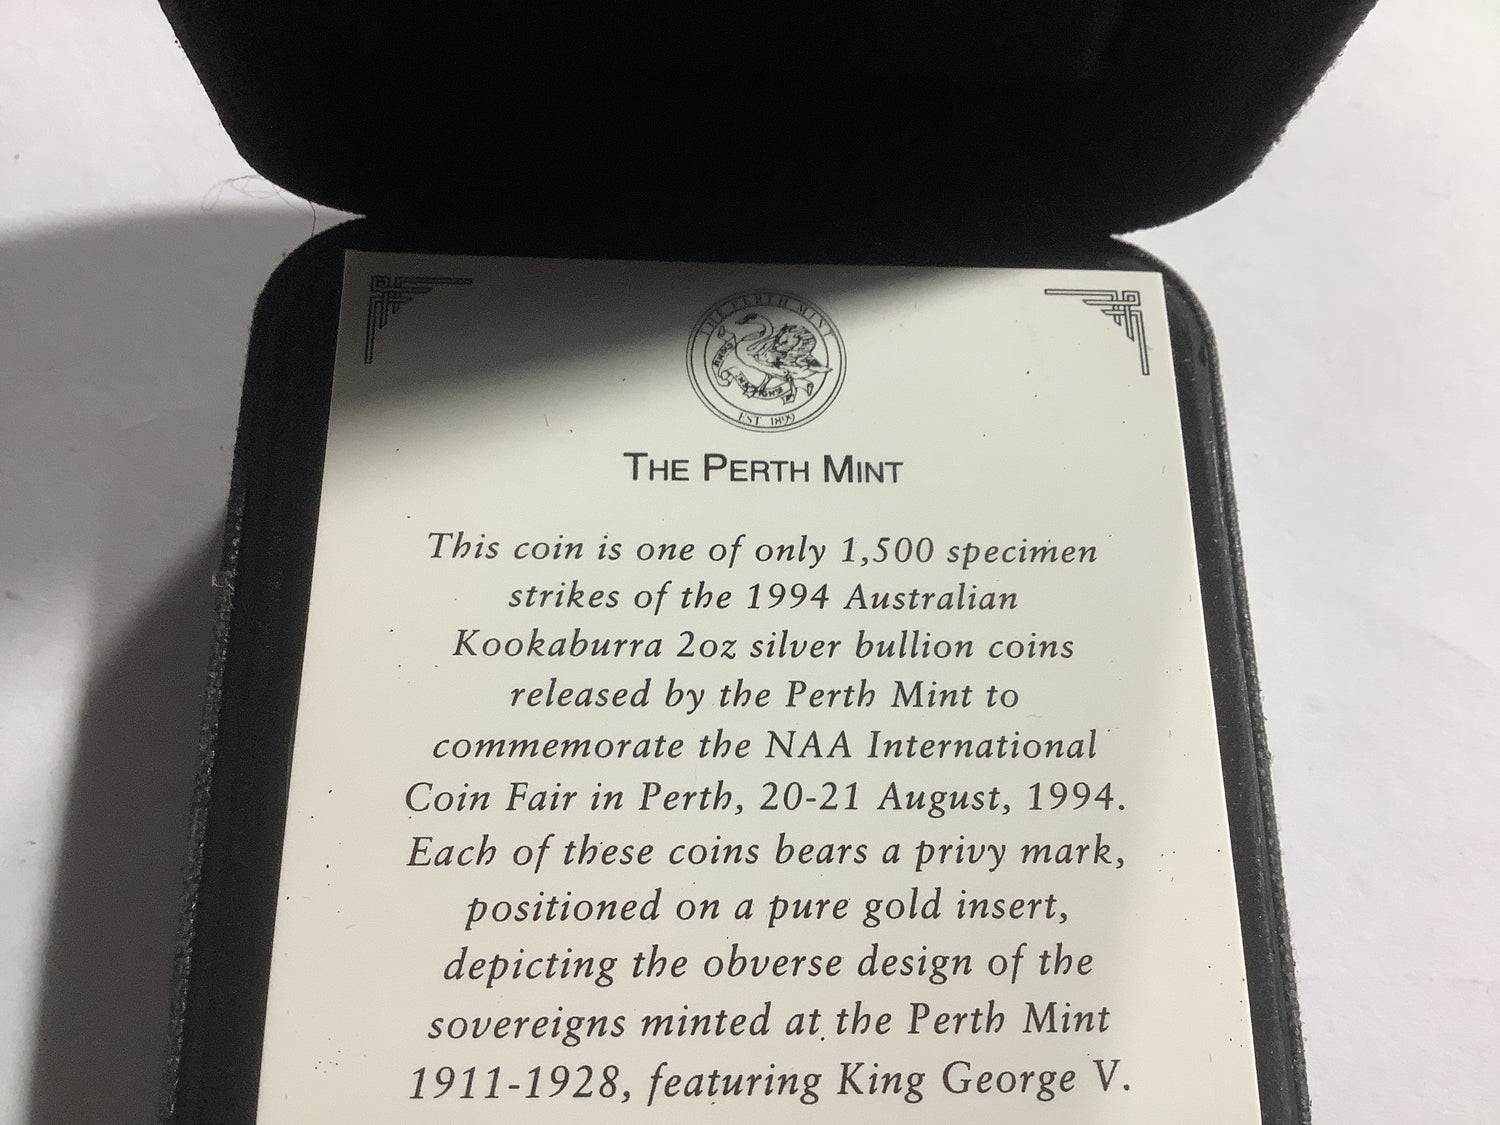 THE PERTH MINT
EST 1899
THE PERTH MINT
This coin is one of only 1,500 specimen
strikes of the 1994 Australian
Kookaburra 2oz silver bullion coins
released by the Perth Mint to
commemorate the NAA International
Coin Fair in Perth, 20-21 August, 1994.
Each of these coins bears a privy mark,
positioned on a pure gold insert,
depicting the obverse design of the
sovereigns minted at the Perth Mint
1911-1928, featuring King George V.